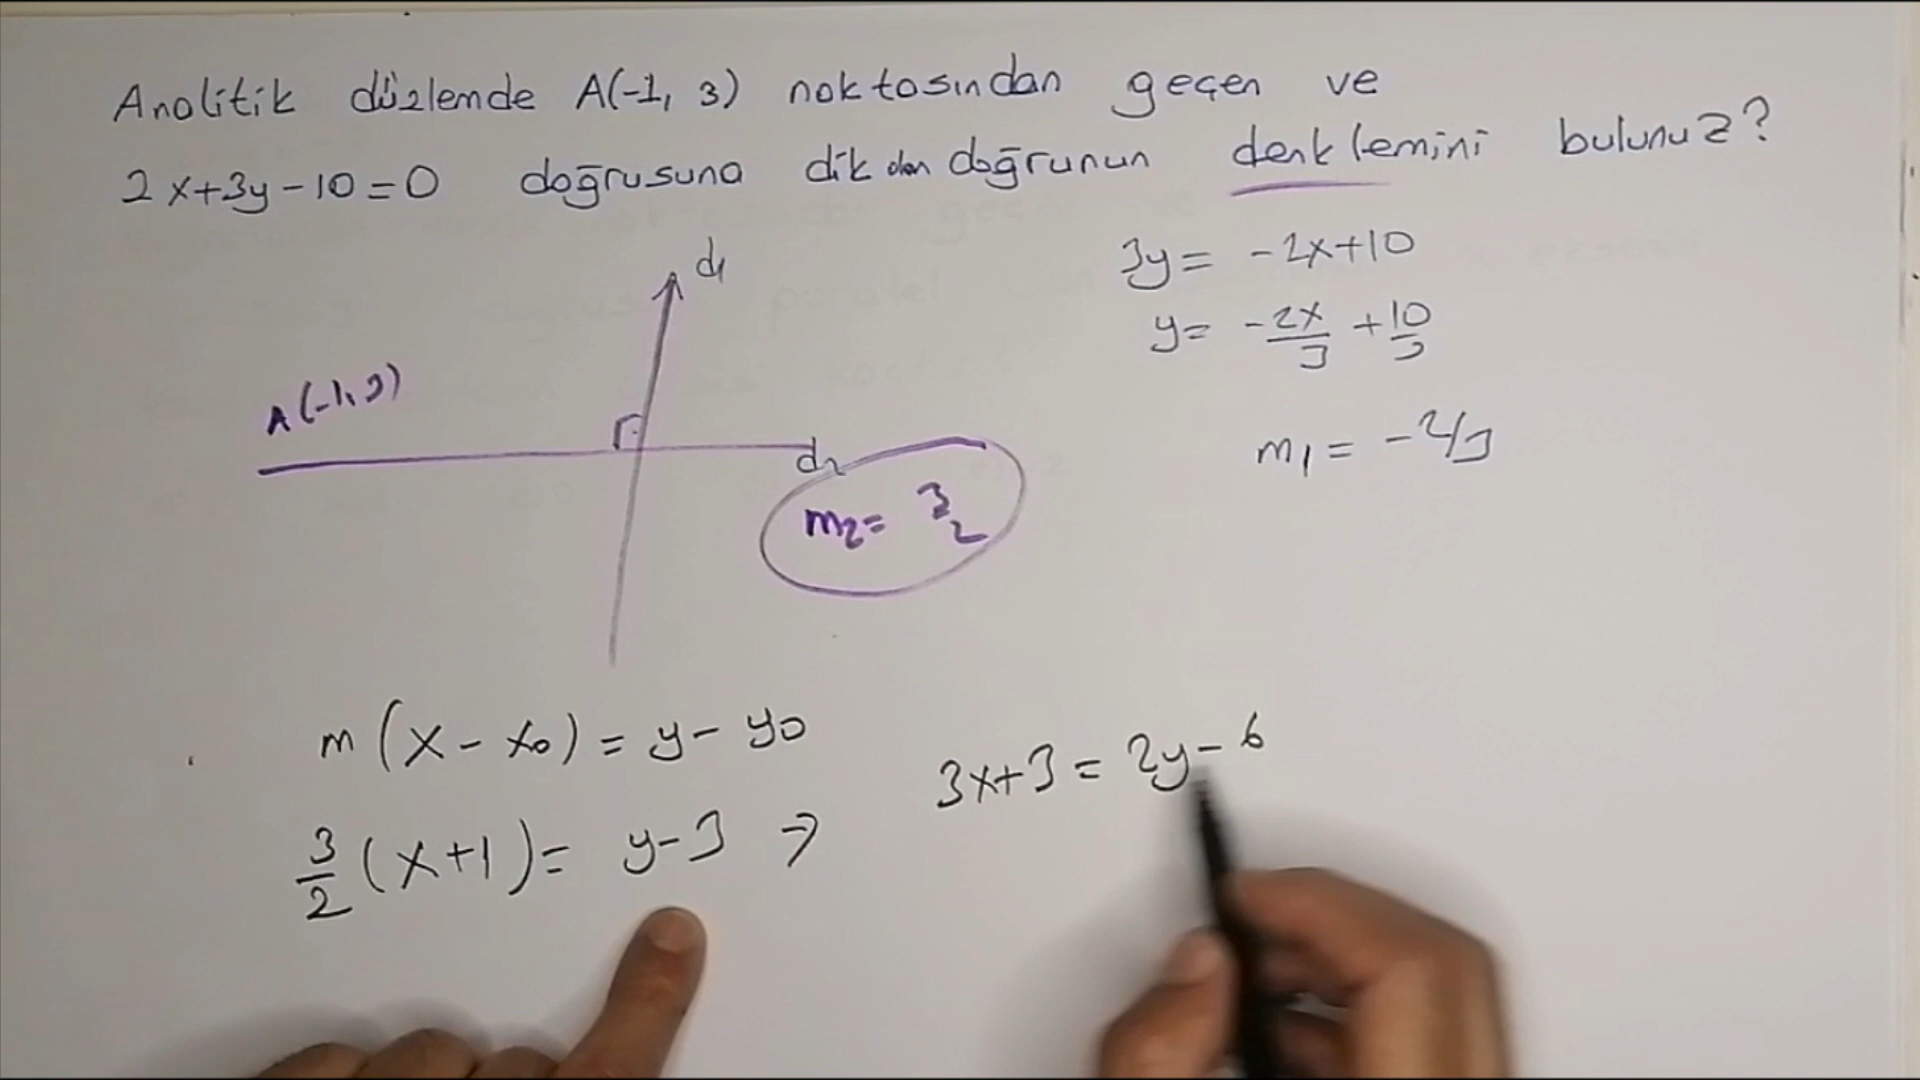 Analitik düzlemde A(-1, 3) noktasından geçen ve
2x+3y-10=0 doğrusuna dik olan doğrunun denklemini bulunuz?
3y = -2x+10
y = -2x/3 + 10/3
m1 = -2/3
d1
A(-1,3)
d2
m2= 3/2
m(x-x0) = y-y0
3/2 (x+1) = y-3 ⇒
3x+3 = 2y-6